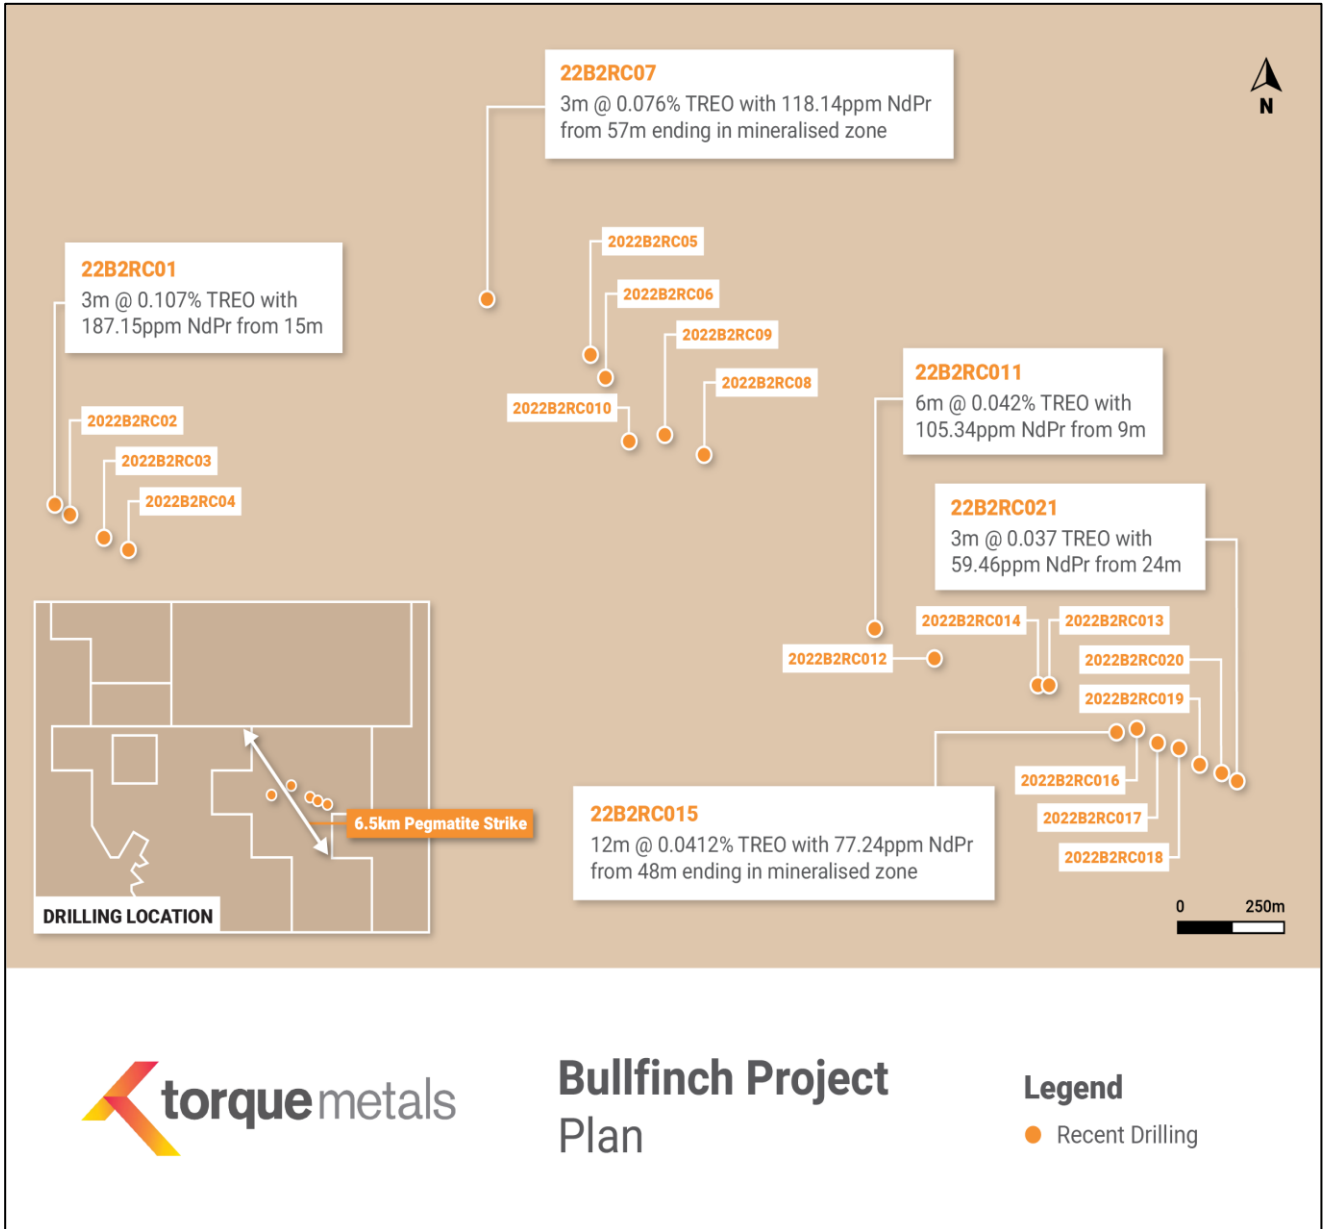 22B2RC07
3m @ 0.076% TREO with 118.14ppm NdPr
from 57m ending in mineralised zone
N
2022B2RC05
22B2RC01
3m @ 0.107% TREO with
187.15ppm NdPr from 15m
2022B2RC06
2022B2RC09
22B2RC011
6m @ 0.042% TREO with
105.34ppm NdPr from 9m
2022B2RC08
2022B2RC010
2022B2RC02
2022B2RC03
2022B2RC04
22B2RC021
3m @ 0.037 TREO with
59.46ppm NdPr from 24m
2022B2RC014
2022B2RC013
2022B2RC012
2022B2RC020
2022B2RC019
2022B2RC016
2022B2RC017
2022B2RC018
22B2RC015
12m @ 0.0412% TREO with 77.24ppm NdPr
from 48m ending in mineralised zone
6.5km Pegmatite Strike
DRILLING LOCATION
0 250m
torquemetals
Bullfinch Project
Plan
Legend
Recent Drilling